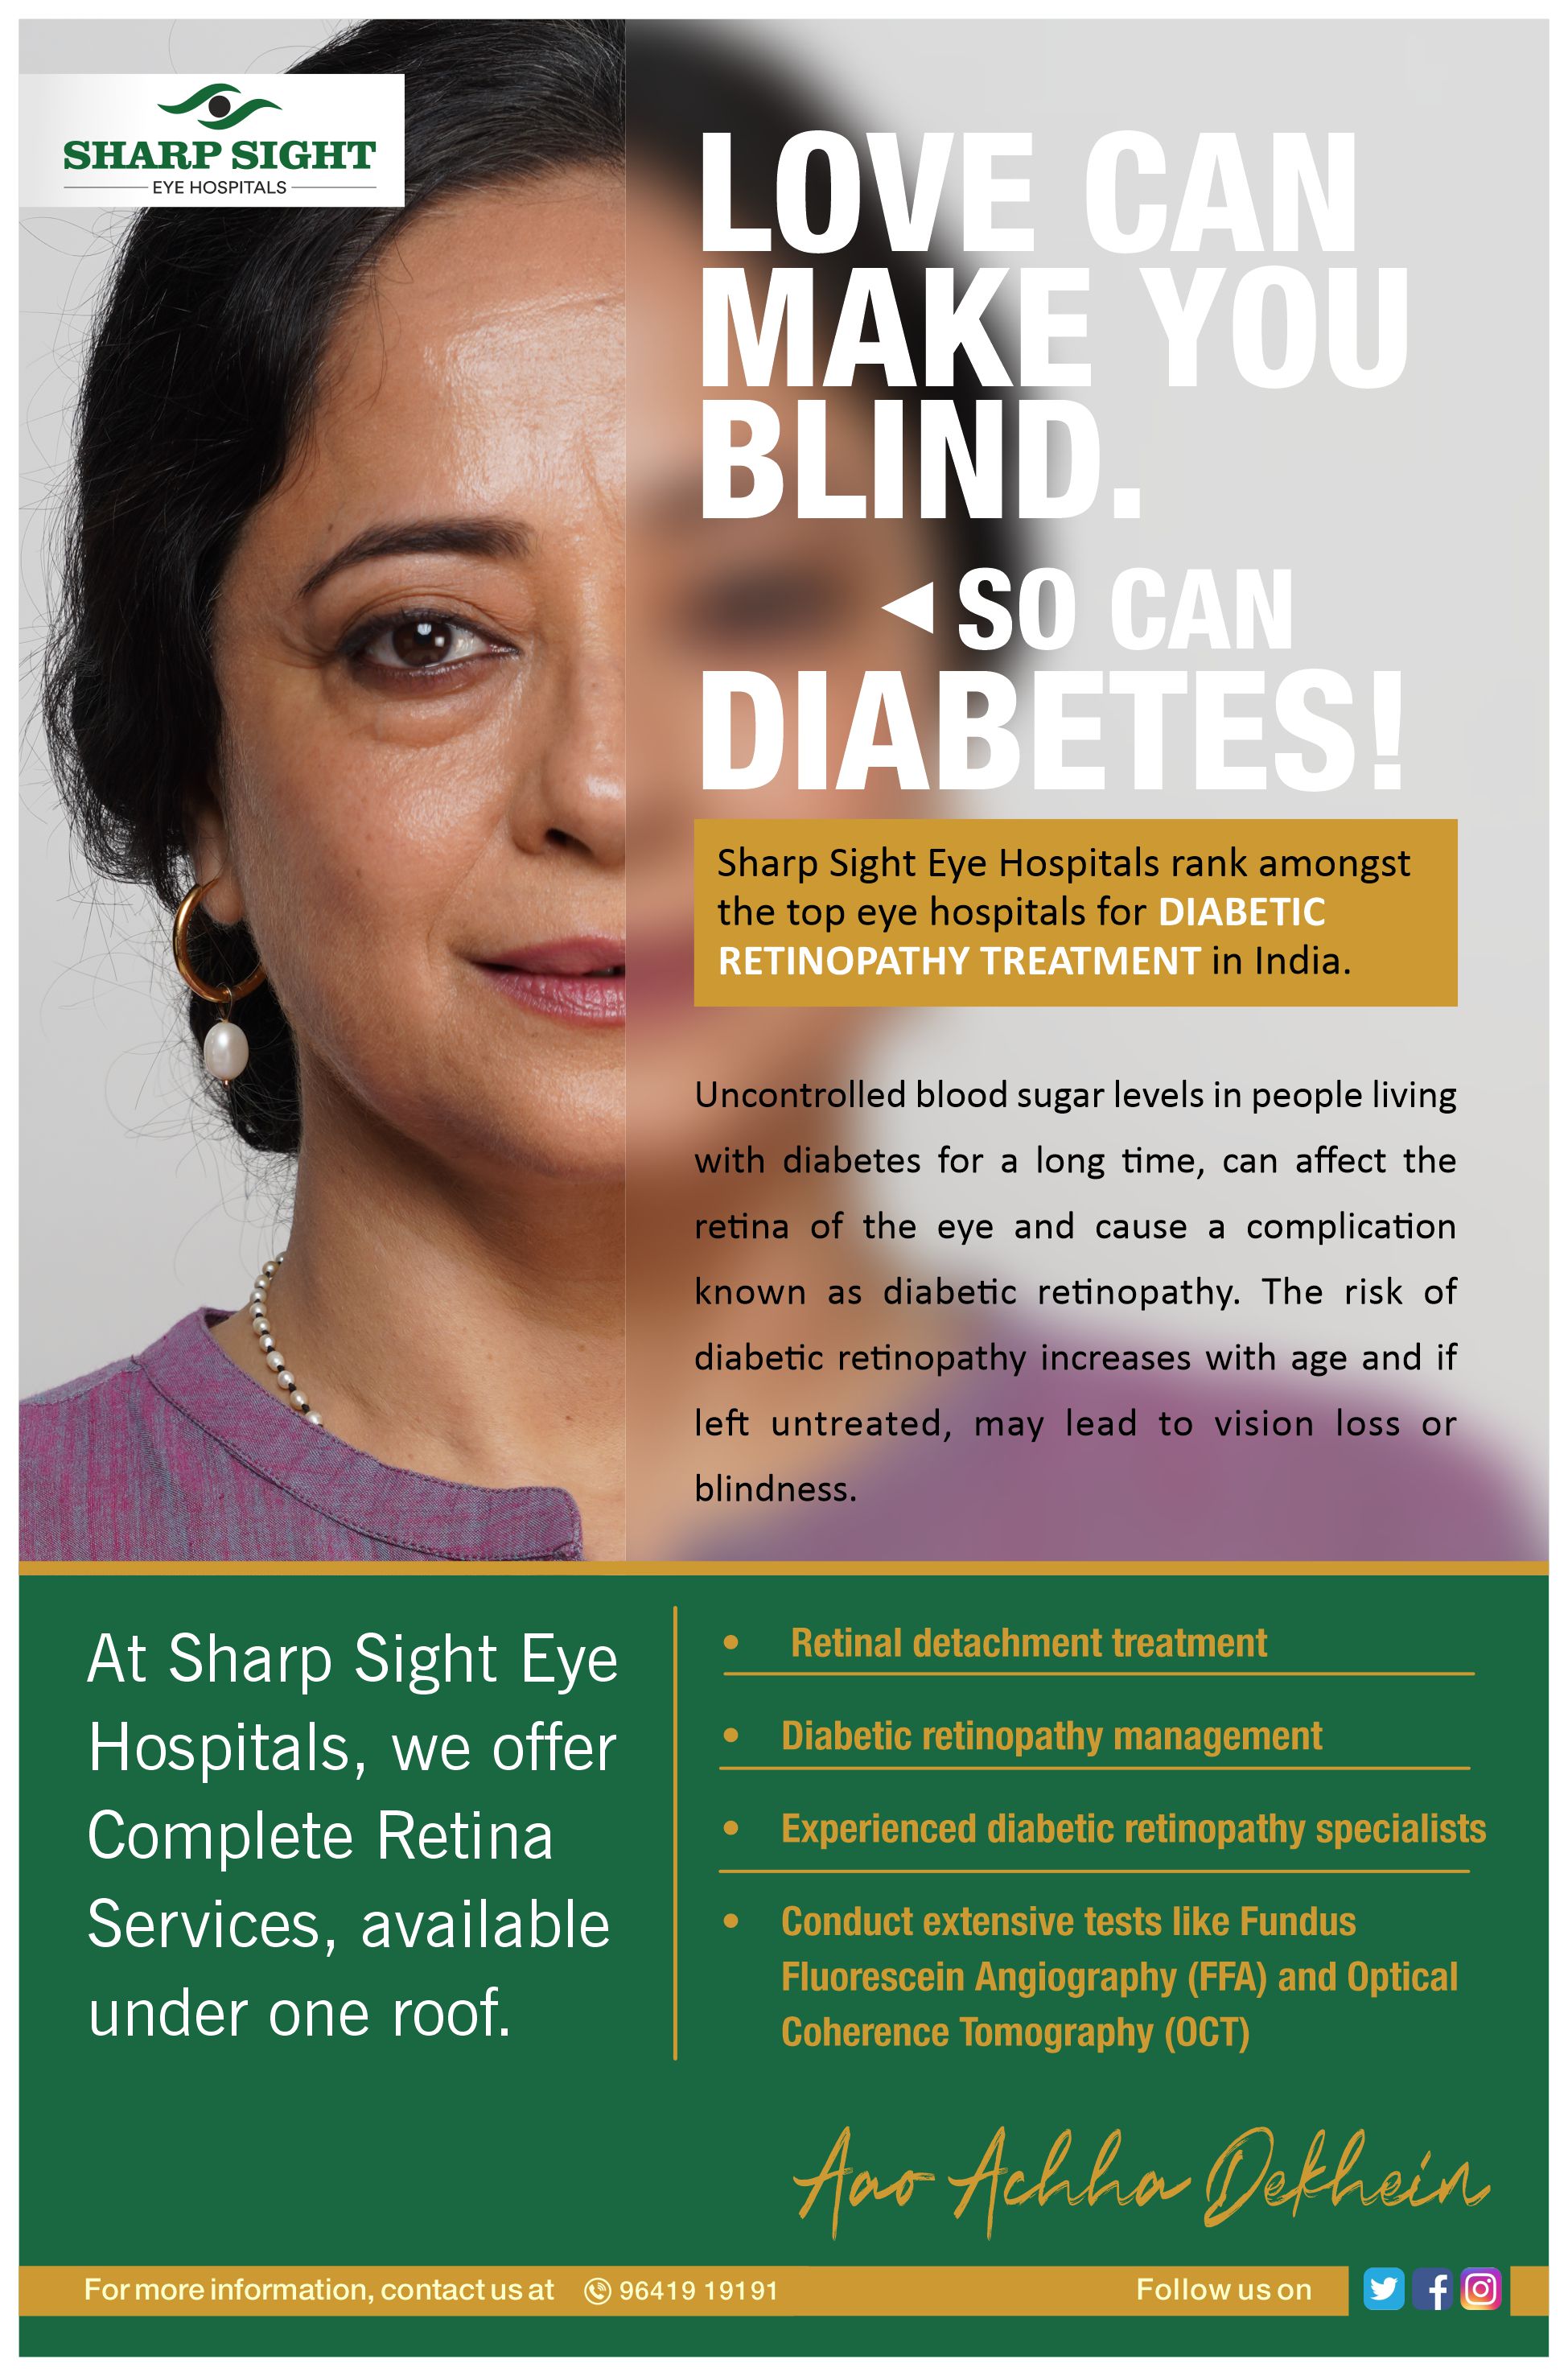 SHARP SIGHT
EYE HOSPITALS
LOVE CAN
MAKE YOU
BLIND.
SO CAN
DIABETES!
Sharp Sight Eye Hospitals rank amongst
the top eye hospitals for DIABETIC
RETINOPATHY TREATMENT in India.
Uncontrolled blood sugar levels in people living
with diabetes for a long time, can affect the
retina of the eye and cause a complication
known as diabetic retinopathy. The risk of
diabetic retinopathy increases with age and if
left untreated, may lead to vision loss or
blindness.
At Sharp Sight Eye
Hospitals, we offer
Complete Retina
Services, available
under one roof.
• Retinal detachment treatment
• Diabetic retinopathy management
• Experienced diabetic retinopathy specialists
• Conduct extensive tests like Fundus
Fluorescein Angiography (FFA) and Optical
Coherence Tomography (OCT)
Aao Achha Dekhein
For more information, contact us at 96419 19191
Follow us on